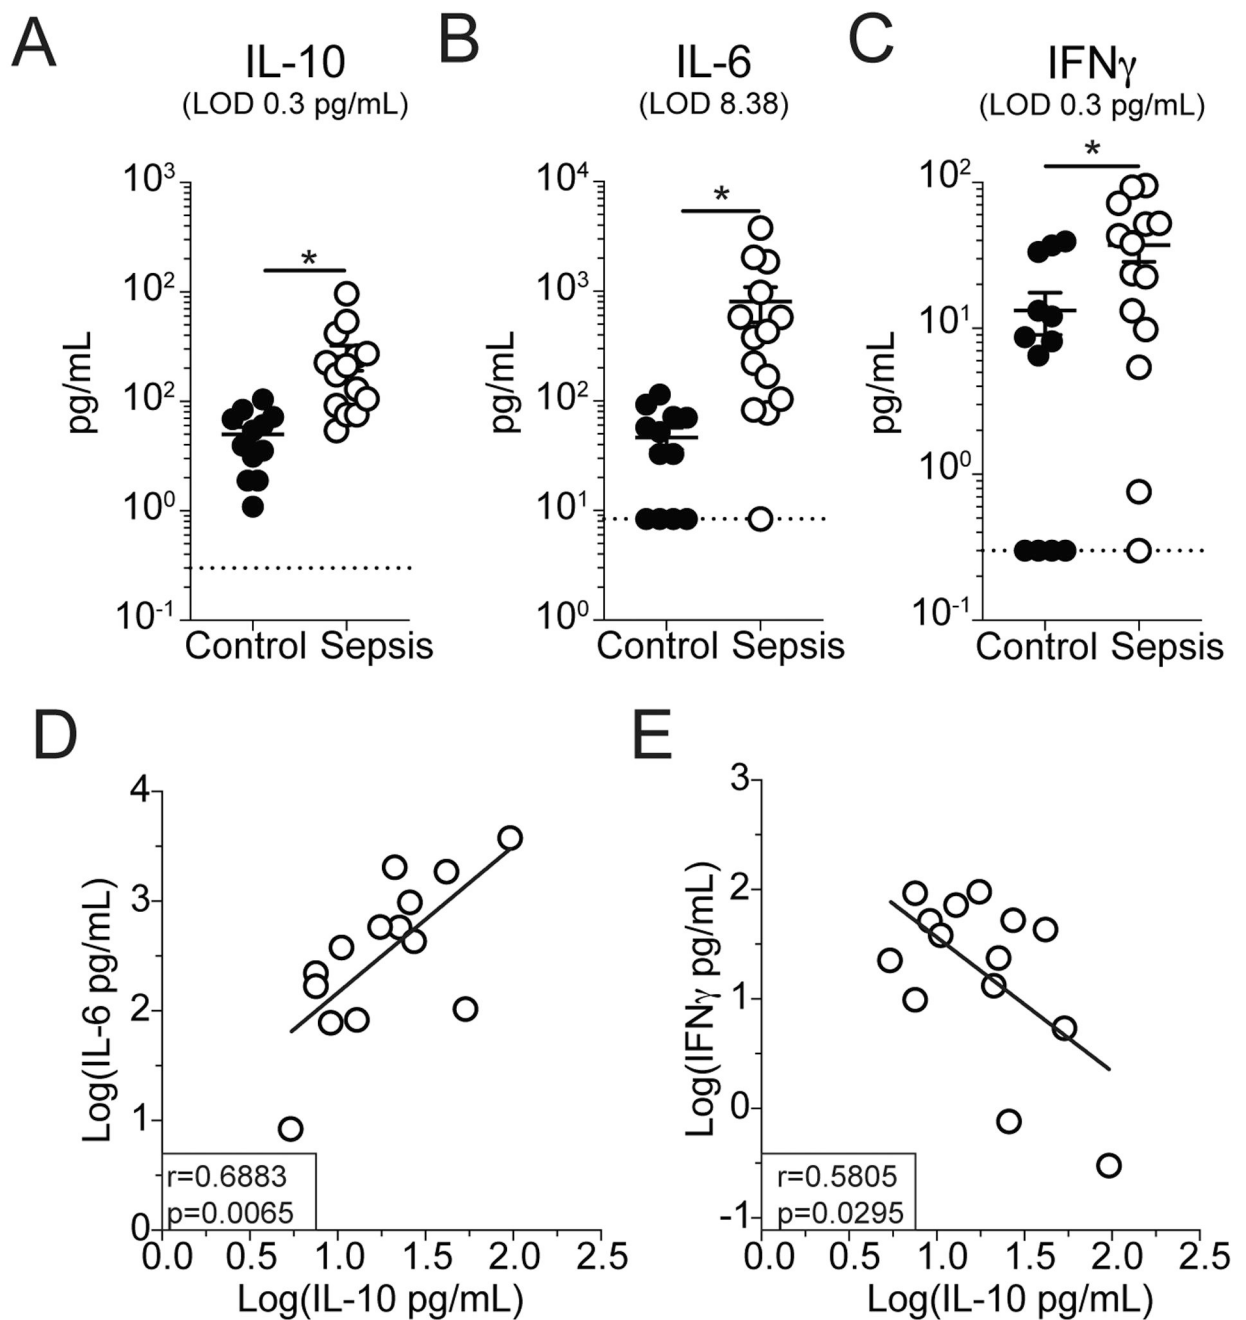 A
IL-10
(LOD 0.3 pg/mL)
pg/mL
10³
10²
10²
10⁰
10⁻¹
*
Control Sepsis
B
IL-6
(LOD 8.38)
pg/mL
10⁴
10³
10²
10¹
10⁰
*
Control Sepsis
C
IFNγ
(LOD 0.3 pg/mL)
pg/mL
10²
10¹
10⁰
10⁻¹
*
Control Sepsis
D
Log(IL-6 pg/mL)
4
3
2
1
0
r=0.6883
p=0.0065
0.0 0.5 1.0 1.5 2.0 2.5
Log(IL-10 pg/mL)
E
Log(IFNγ pg/mL)
3
2
1
0
-1
r=0.5805
p=0.0295
0.0 0.5 1.0 1.5 2.0 2.5
Log(IL-10 pg/mL)